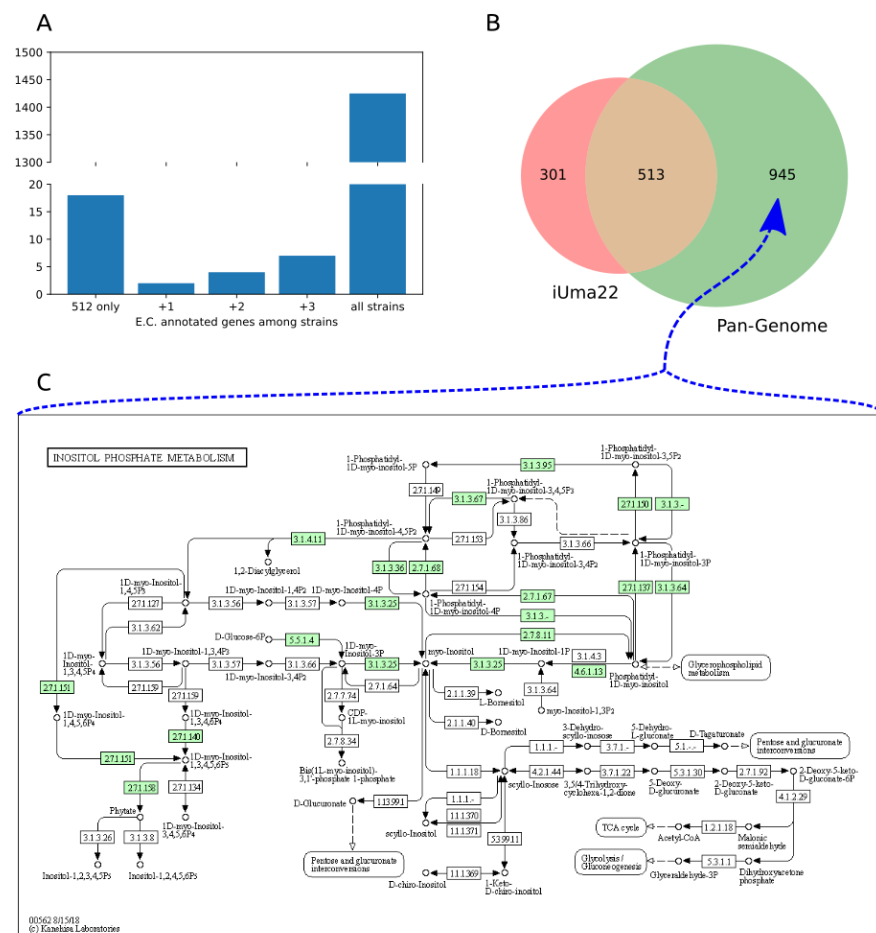 A
1500
1450
1400
1350
1300
20
15
10
5
0
512 only
+1
+2
+3
all strains
E.C. annotated genes among strains
B
301
513
945
iUma22
Pan-Genome
C
INOSITOL PHOSPHATE METABOLISM
1-Phosphatidyl-
1D-myo-inositol-5P
3.1.3.95
1-Phosphatidyl-
1D-myo-inositol-3,5P2
2.7.1.149
3.1.3.67
1-Phosphatidyl-
1D-myo-inositol-3,4,5P3
2.7.1.150
3.1.3.-
3.1.3.86
1-Phosphatidyl-
1D-myo-inositol-4,5P2
3.1.4.11
2.7.1.153
3.1.3.66
1,2-Diacylglycerol
3.1.3.36
2.7.1.68
1-Phosphatidyl-
1D-myo-inositol-3,4P2
1-Phosphatidyl-
1D-myo-inositol-3P
2.7.1.154
2.7.1.137
3.1.3.64
1D-myo-Inositol-
1,4,5P3
1D-myo-Inositol-1,4P2
1D-myo-Inositol-4P
2.7.1.127
3.1.3.56
3.1.3.57
3.1.3.25
1-Phosphatidyl-
1D-myo-inositol-4P
2.7.1.67
3.1.3.-
3.1.3.62
D-Glucose-6P
5.5.1.4
2.7.8.11
1D-myo-
Inositol-
1,3,4,5P4
3.1.3.56
1D-myo-Inositol-1,3,4P3
3.1.3.57
1D-myo-Inositol-3,4P2
3.1.3.66
1D-myo-
Inositol-3P
3.1.3.25
myo-Inositol
3.1.3.25
1D-myo-Inositol-1P
3.1.4.3
4.6.1.13
Phosphatidyl-
1D-myo-inositol
Glycerophospholipid
metabolism
2.7.1.151
2.7.1.159
2.7.1.159
2.7.1.64
2.7.7.74
2.1.1.39
L-Bornesitol
3.1.3.64
myo-Inositol-1,3P2
1D-myo-Inositol-
1,4,5,6P4
1D-myo-Inositol-
1,3,4,6P4
CDP-
1L-myo-inositol
2.1.1.40
D-Bornesitol
2.7.1.140
2.7.8.34
3-Dehydro-
scyllo-inosose
5-Dehydro-
L-gluconate
D-Tagaturonate
1.1.1.-
3.7.1.-
5.1.-.-
Pentose and glucuronate
interconversions
2.7.1.151
1D-myo-Inositol-
1,3,4,5,6P5
Bis(1L-myo-inositol)-
3,1'-phosphate 1-phosphate
1.1.1.18
4.2.1.44
3.7.1.22
5.3.1.30
2.7.1.92
scyllo-Inosose
3,5/4-Trihydroxy-
cyclohexa-1,2-dione
5-Deoxy-
D-glucuronate
2-Deoxy-5-keto-
D-gluconate
2-Deoxy-5-keto-
D-gluconate-6P
2.7.1.158
2.7.1.134
D-Glucuronate
1.13.99.1
1.1.1.-
4.1.2.29
Phytate
1D-myo-Inositol-
3,4,5,6P4
scyllo-Inositol
1.1.1.370
1.1.1.371
TCA cycle
Acetyl-CoA
1.2.1.18
Malonic
semialdehyde
3.1.3.26
3.1.3.8
5.3.99.11
Glycolysis /
Gluconeogenesis
Glyceraldehyde-3P
5.3.1.1
Dihydroxyacetone
phosphate
Inositol-1,2,3,4,5P5
Inositol-1,2,4,5,6P5
Pentose and glucuronate
interconversions
D-chiro-Inositol
1.1.1.369
1-Keto-
D-chiro-inositol
00562 8/15/18
(c) Kanehisa Laboratories